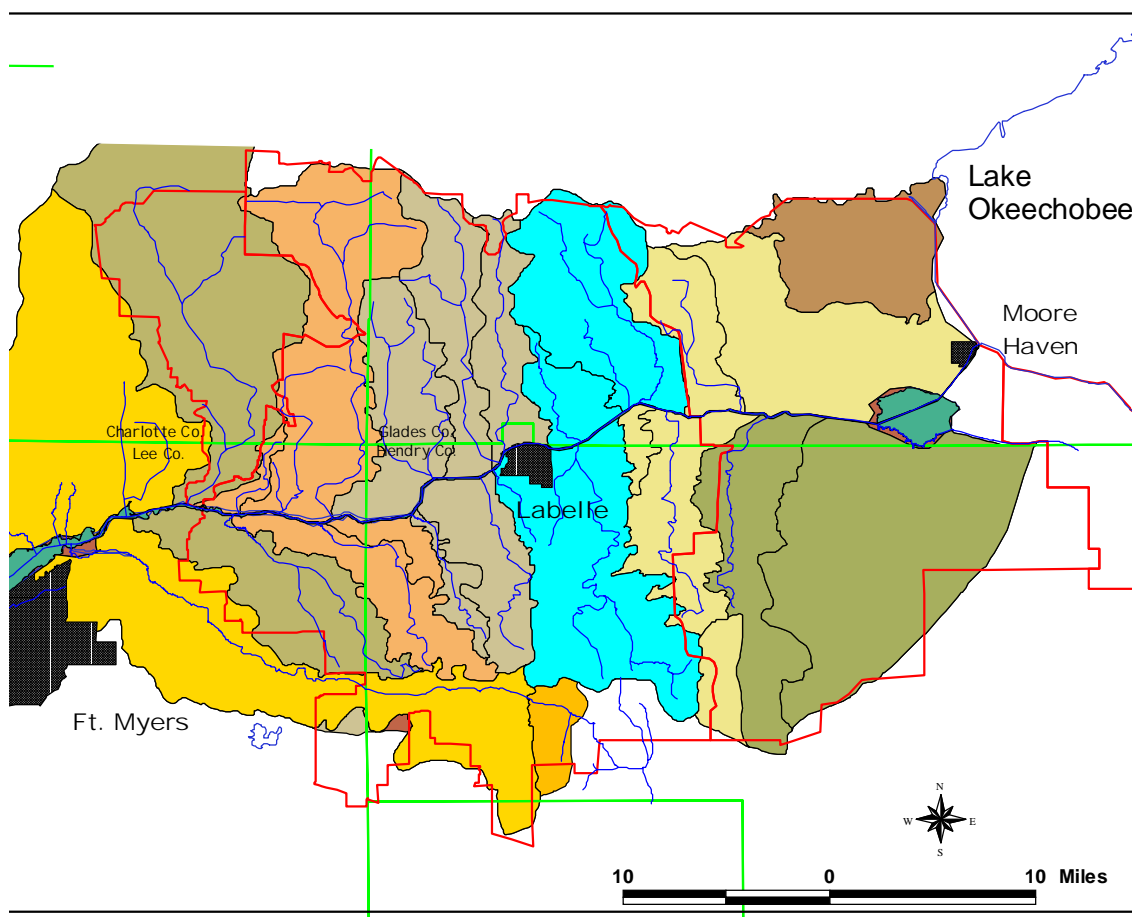 Lake
Okeechobee
Moore
Haven
Charlotte Co.
Lee Co.
Glades Co.
Hendry Co.
Labelle
Ft. Myers
N
W
E
S
10
0
10 Miles